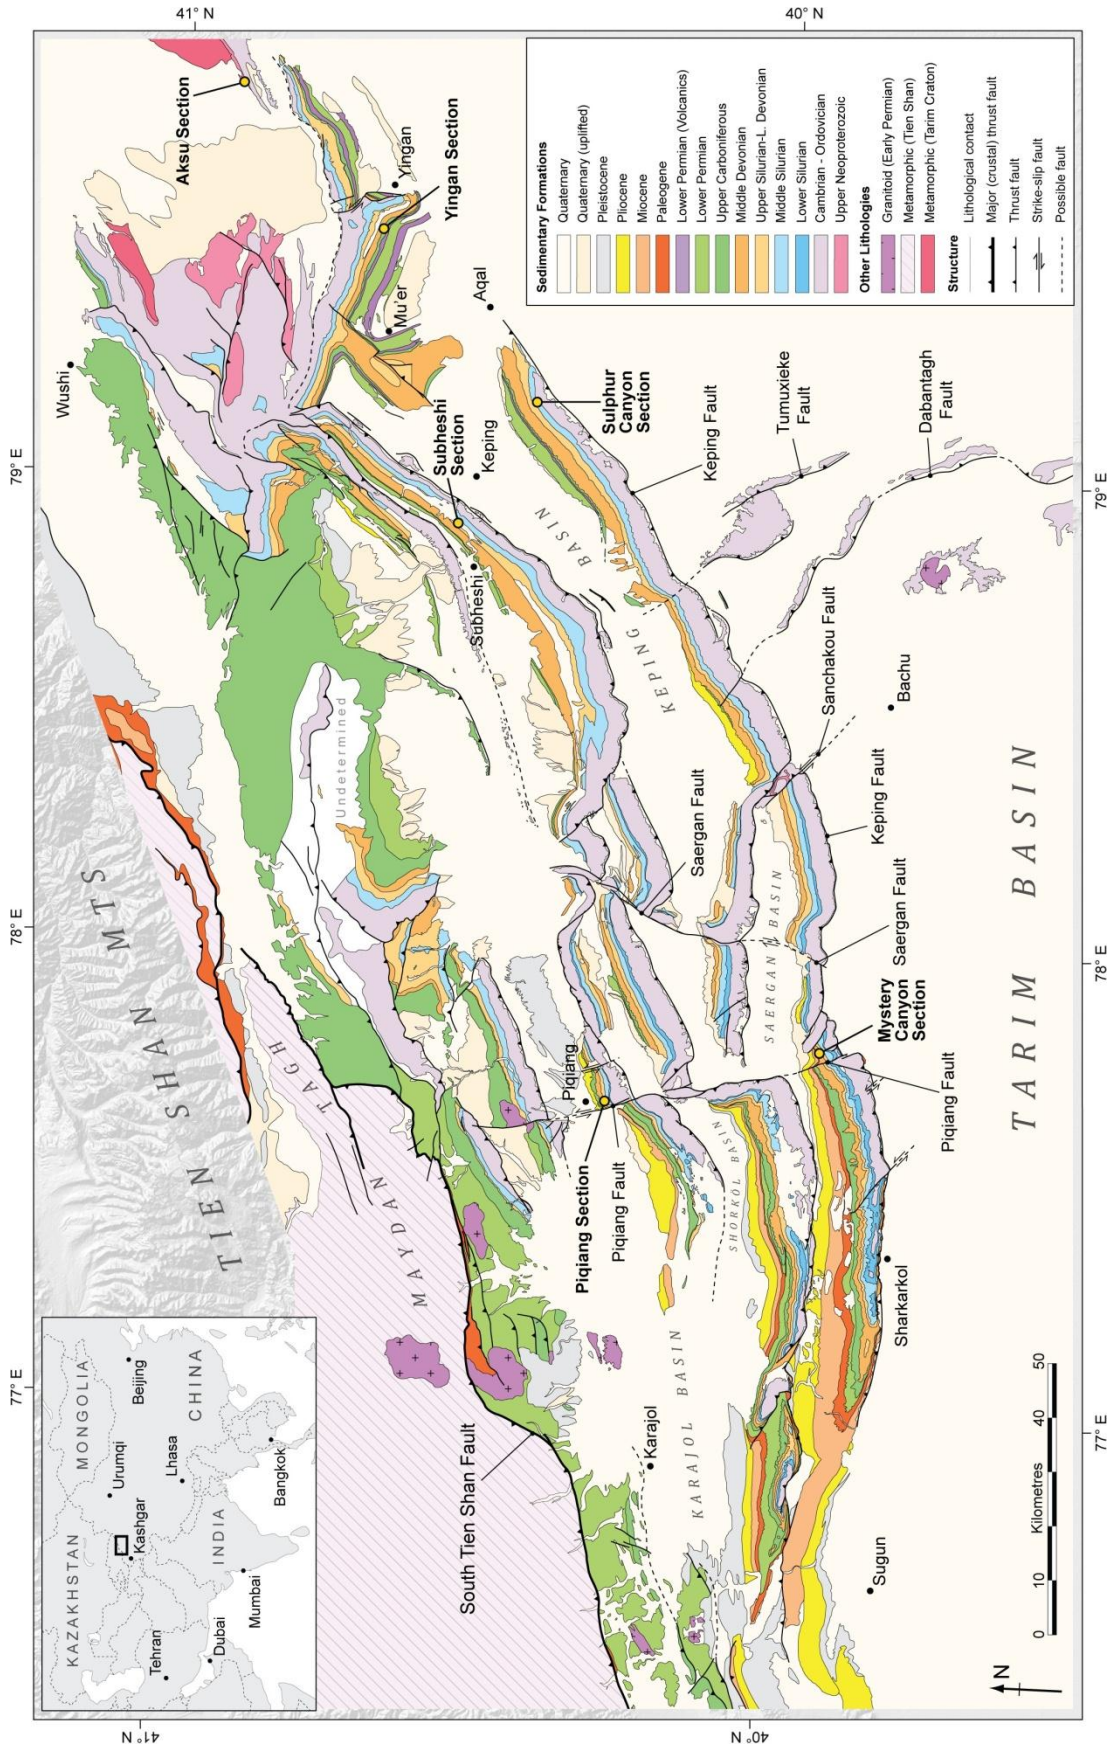 77° E
78° E
79° E
41° N
41° N
40° N
40° N
77° E
78° E
79° E
KAZAKHSTAN
MONGOLIA
Urumqi
Beijing
Kashgar
CHINA
Tehran
Lhasa
Dubai
INDIA
Mumbai
Bangkok
TIEN SHAN MTS
MAYDAN TAGH
Wushi
Aksu Section
Undetermined
South Tien Shan Fault
Yingan
Yingan Section
Mu'er
Aqal
Subheshi
Section
Keping
Subheshi
Sulphur
Canyon
Section
Piqiang
Piqiang Section
Piqiang Fault
Karajol
KARAJOL BASIN
SHORKOL BASIN
SAERGAN BASIN
KEPING BASIN
Saergan Fault
Keping Fault
Tumuxieke
Fault
Dabantagh
Fault
Sanchakou Fault
Bachu
Keping Fault
Saergan Fault
Mystery
Canyon
Section
Piqiang Fault
Sharkarkol
Sugun
TARIM BASIN
N
Kilometres
0
10
20
30
40
50
Sedimentary Formations
Quaternary
Quaternary (uplifted)
Pleistocene
Pliocene
Miocene
Paleogene
Lower Permian (Volcanics)
Lower Permian
Upper Carboniferous
Middle Devonian
Upper Silurian-L. Devonian
Middle Silurian
Lower Silurian
Cambrian - Ordovician
Upper Neoproterozoic
Other Lithologies
Granitoid (Early Permian)
Metamorphic (Tien Shan)
Metamorphic (Tarim Craton)
Structure
Lithological contact
Major (crustal) thrust fault
Thrust fault
Strike-slip fault
Possible fault